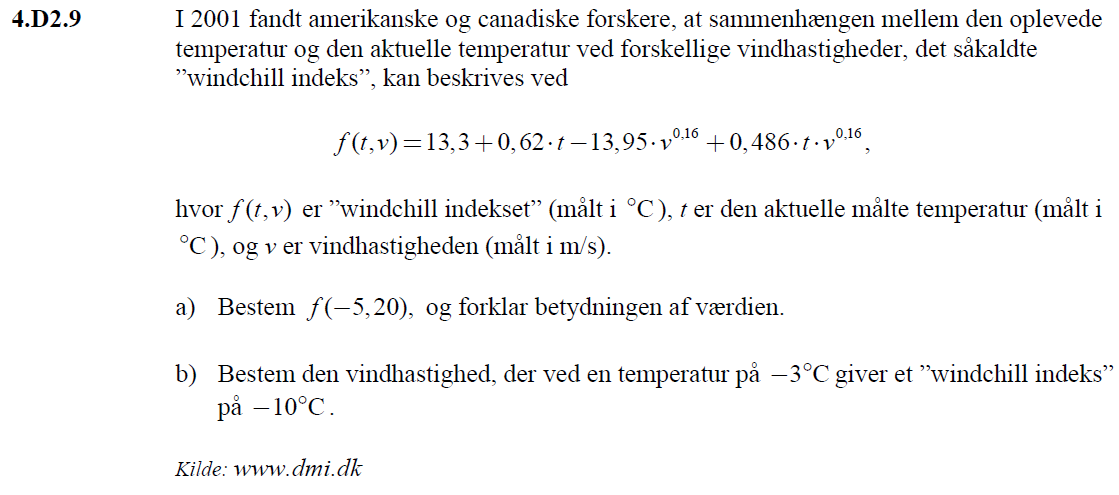 4.D2.9 I 2001 fandt amerikanske og canadiske forskere, at sammenhængen mellem den oplevede
temperatur og den aktuelle temperatur ved forskellige vindhastigheder, det såkaldte
”windchill indeks”, kan beskrives ved
f(t,v)=13,3+0,62·t−13,95·v^0,16+0,486·t·v^0,16,
hvor f(t,v) er ”windchill indekset” (målt i °C), t er den aktuelle målte temperatur (målt i
°C), og v er vindhastigheden (målt i m/s).
a) Bestem f(−5,20), og forklar betydningen af værdien.
b) Bestem den vindhastighed, der ved en temperatur på −3°C giver et ”windchill indeks”
på −10°C.
Kilde: www.dmi.dk